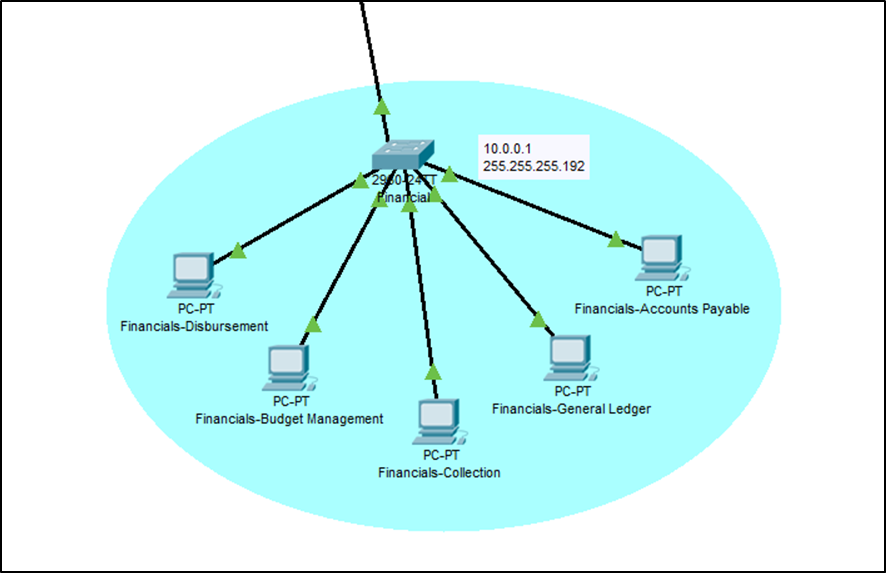 10.0.0.1
255.255.255.192
2960-24TT
Financial
PC-PT
Financials-Accounts Payable
PC-PT
Financials-Disbursement
PC-PT
Financials-General Ledger
PC-PT
Financials-Budget Management
PC-PT
Financials-Collection